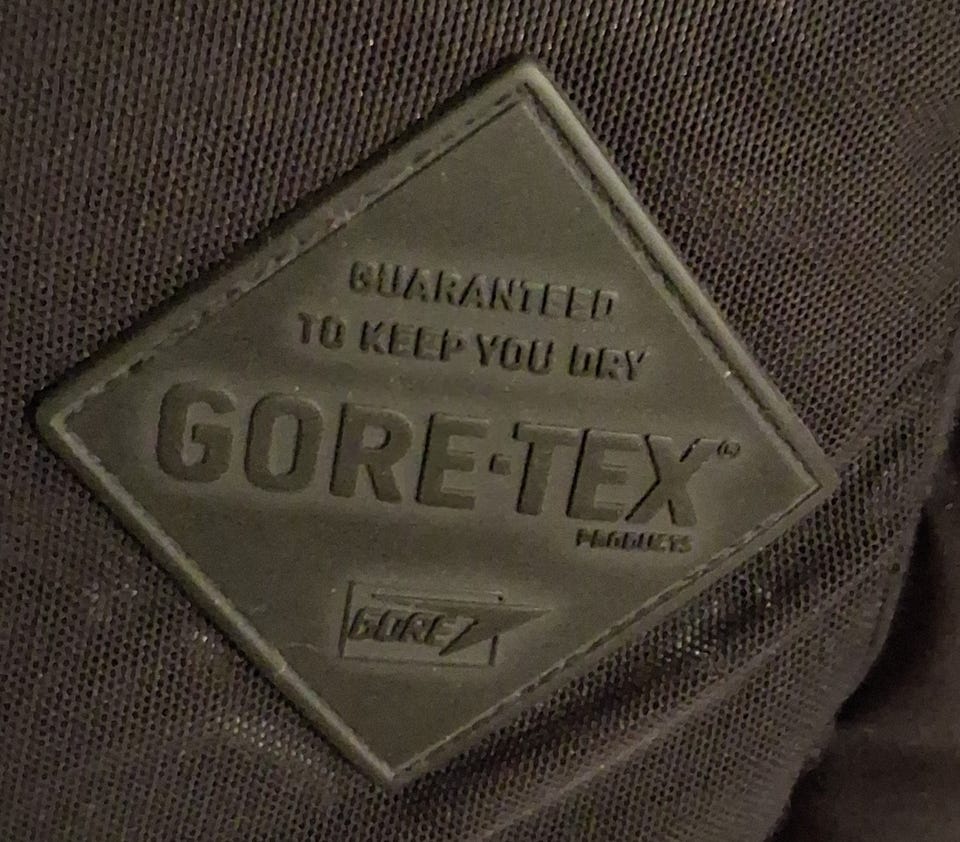 GUARANTEED
TO KEEP YOU DRY
GORE-TEX®
PRODUCTS
GORE